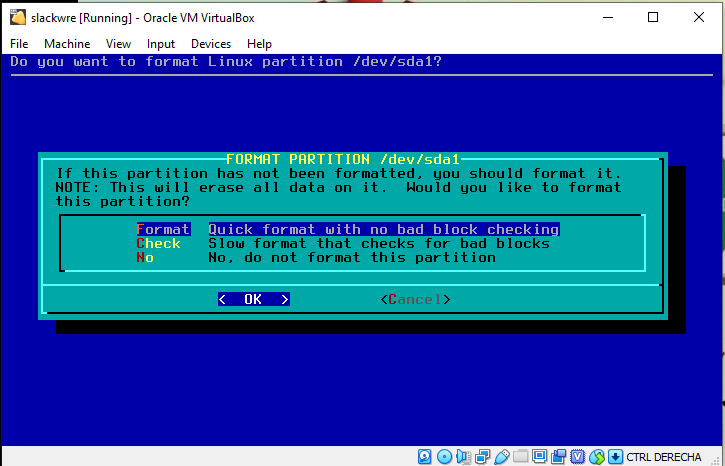 slackwre [Running] - Oracle VM VirtualBox
File Machine View Input Devices Help
Do you want to format Linux partition /dev/sda1?
FORMAT PARTITION /dev/sda1
If this partition has not been formatted, you should format it.
NOTE: This will erase all data on it. Would you like to format
this partition?
Format Quick format with no bad block checking
Check Slow format that checks for bad blocks
No No, do not format this partition
< OK > <Cancel>
CTRL DERECHA